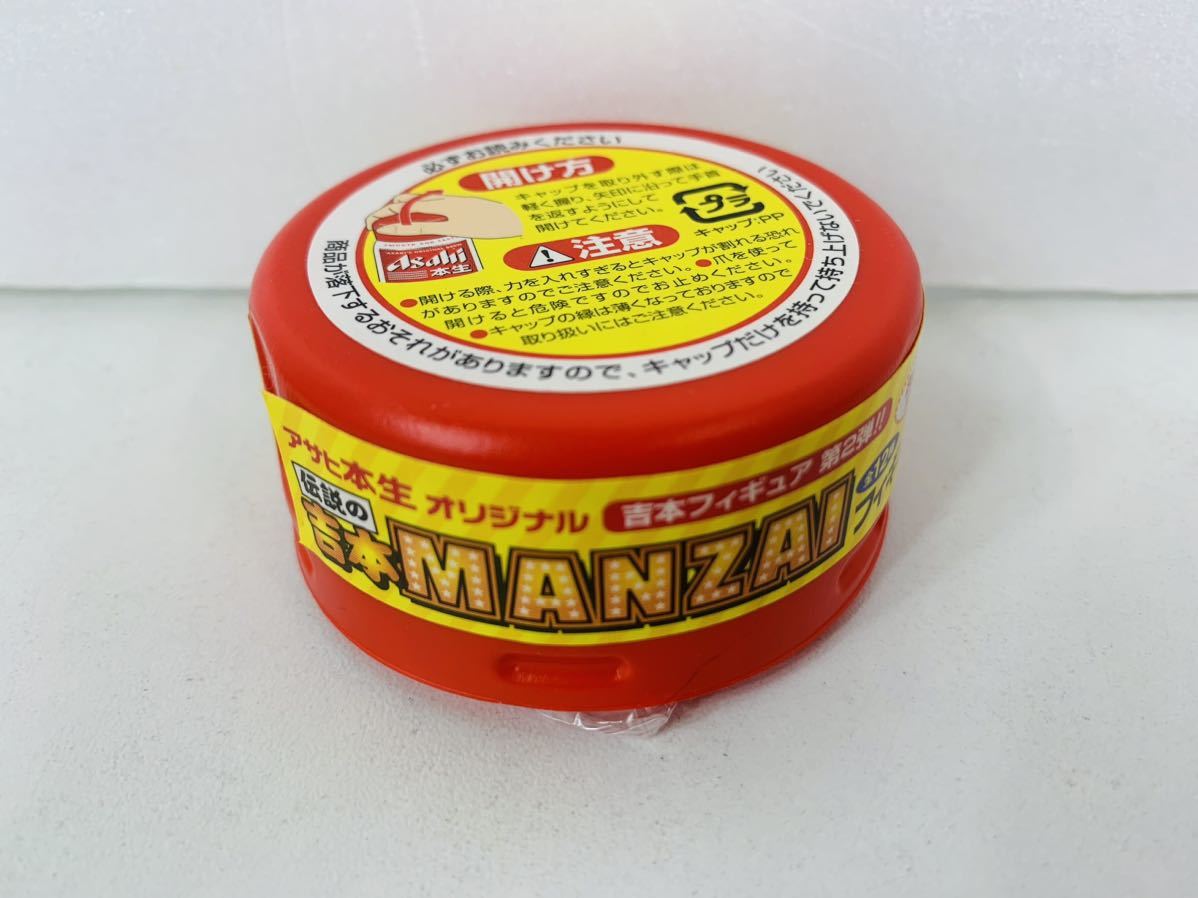 必ずお読みください
開け方
キャップを取り外す際は
軽く握り、矢印に沿って手首
を返すようにして
開けてください。
プラ
キャップ:PP
Asahi
本生
注意
●開ける際、力を入れすぎるとキャップが割れる恐れ
がありますのでご注意ください。●爪を使って
開けると危険ですのでお止めください。
●キャップの縁は薄くなっておりますので
取り扱いにはご注意ください。
商品が落下するおそれがありますので、キャップだけを持って持ち上げないでください。
アサヒ本生 オリジナル 吉本フィギュア 第2弾!!
伝説の
吉本MANZAI